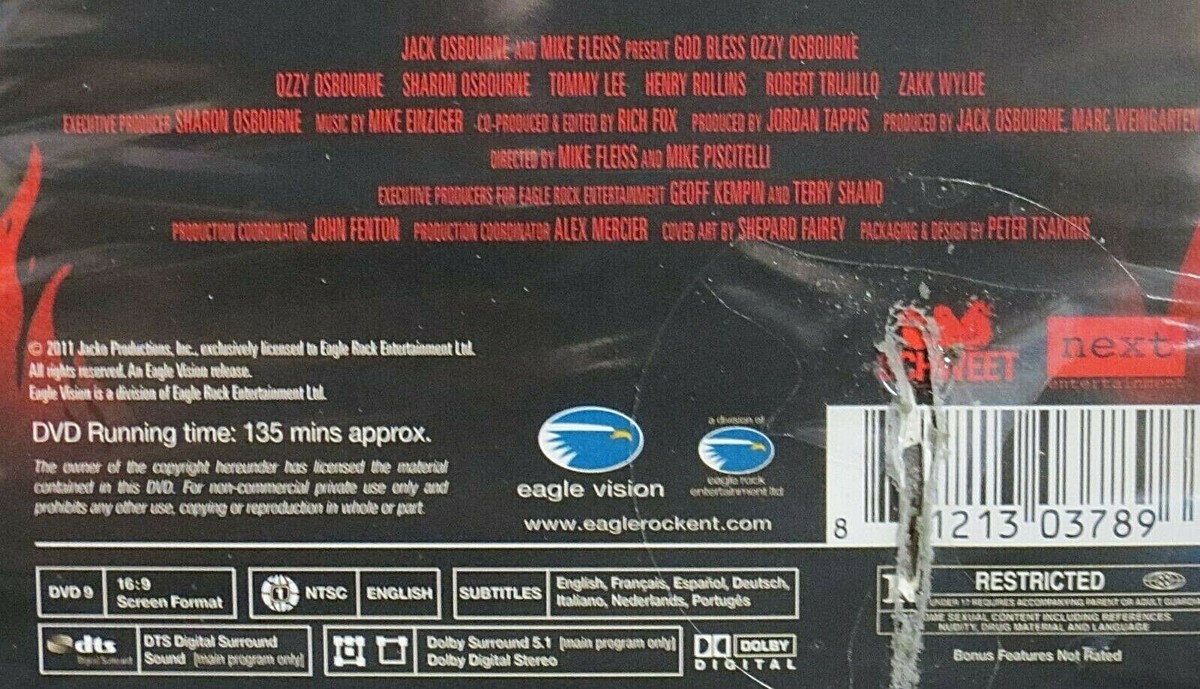 JACK OSBOURNE AND MIKE FLEISS PRESENT GOD BLESS OZZY OSBOURNE
OZZY OSBOURNE SHARON OSBOURNE TOMMY LEE HENRY ROLLINS ROBERT TRUJILLO ZAKK WYLDE
EXECUTIVE PRODUCER SHARON OSBOURNE MUSIC BY MIKE EINZIGER CO-PRODUCED & EDITED BY RICH FOX PRODUCED BY JORDAN TAPPIS PRODUCED BY JACK OSBOURNE, MARC WEINGARTEN
DIRECTED BY MIKE FLEISS AND MIKE PISCITELLI
EXECUTIVE PRODUCERS FOR EAGLE ROCK ENTERTAINMENT GEOFF KEMPIN AND TERRY SHAND
PRODUCTION COORDINATOR JOHN FENTON PRODUCTION COORDINATOR ALEX MERCIER COVER ART BY SHEPARD FAIREY PACKAGING & DESIGN BY PETER TSAKIRIS
© 2011 Jacko Productions, Inc., exclusively licensed to Eagle Rock Entertainment Ltd.
All rights reserved. An Eagle Vision release.
Eagle Vision is a division of Eagle Rock Entertainment Ltd.
SCHWEET
next
entertainment
DVD Running time: 135 mins approx.
The owner of the copyright hereunder has licensed the material
contained in this DVD. For non-commercial private use only and
prohibits any other use, copying or reproduction in whole or part.
eagle vision
a division of
eagle rock
entertainment ltd
www.eaglerockent.com
8 1213 03789
DVD 9
16:9
Screen Format
1 NTSC ENGLISH
SUBTITLES
English, Français, Español, Deutsch,
Italiano, Nederlands, Portugês
R RESTRICTED
UNDER 17 REQUIRES ACCOMPANYING PARENT OR ADULT
SOME SEXUAL CONTENT INCLUDING REFERENCES,
NUDITY, DRUG MATERIAL AND LANGUAGE
Bonus Features Not Rated
dts
Digital Surround
DTS Digital Surround
Sound [main program only]
Dolby Surround 5.1 [main program only]
Dolby Digital Stereo
DOLBY
DIGITAL